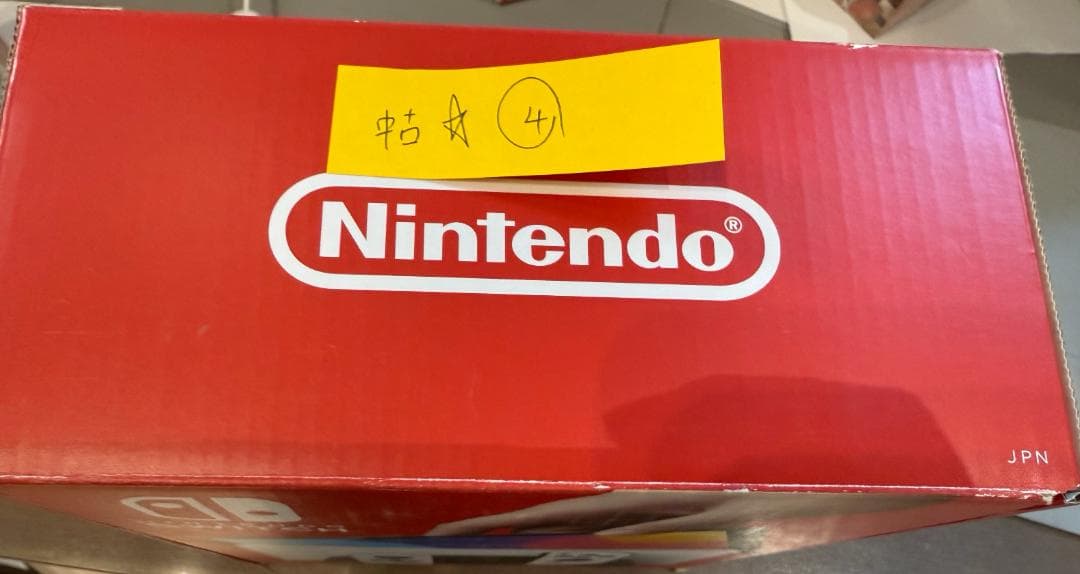 中古 ☆ ④
Nintendo®
JPN